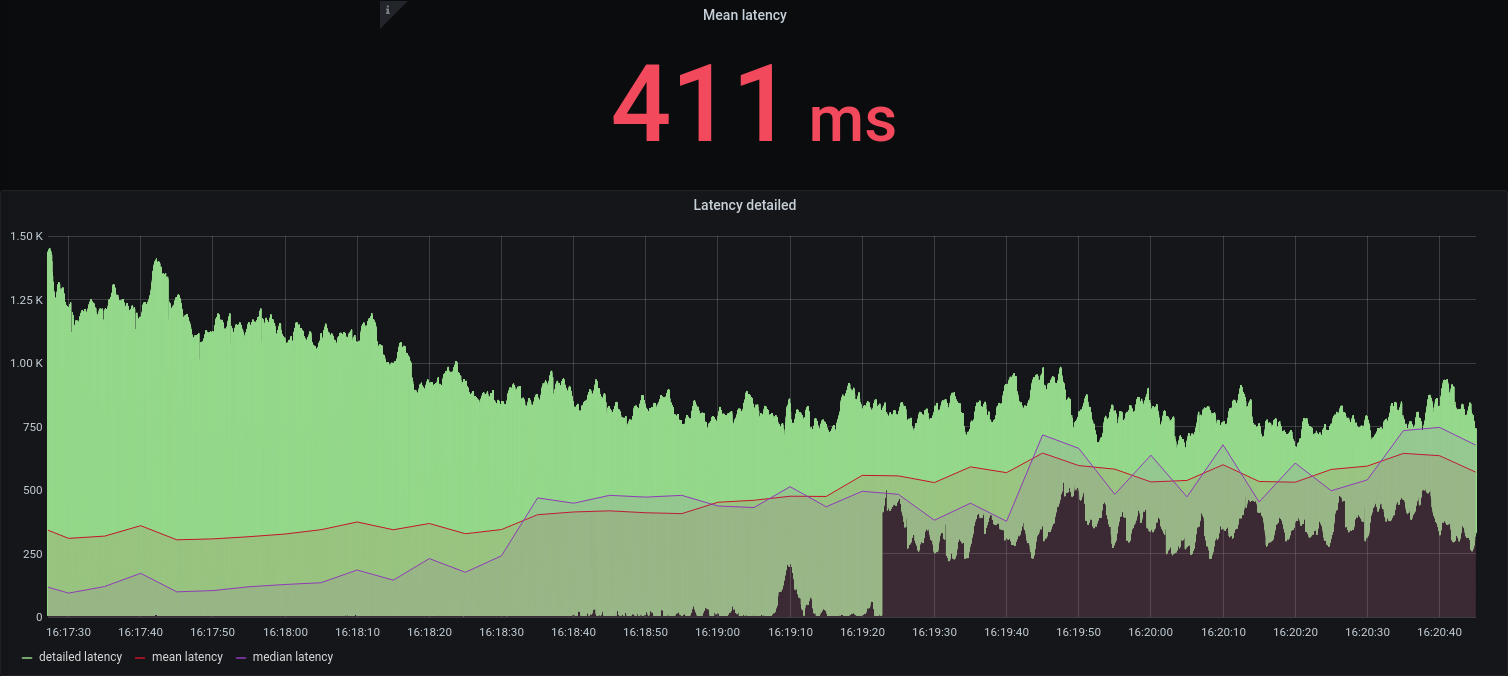 i
Mean latency
411 ms
Latency detailed
1.50 K
1.25 K
1.00 K
750
500
250
0
16:17:30 16:17:40 16:17:50 16:18:00 16:18:10 16:18:20 16:18:30 16:18:40 16:18:50 16:19:00 16:19:10 16:19:20 16:19:30 16:19:40 16:19:50 16:20:00 16:20:10 16:20:20 16:20:30 16:20:40
detailed latency mean latency median latency